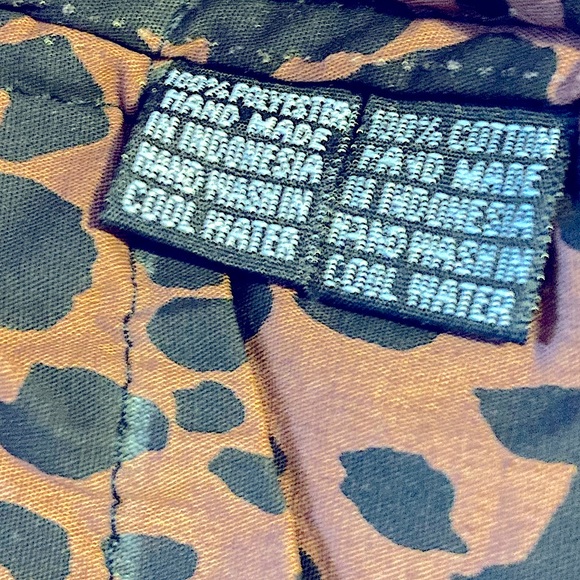 100% POLYESTER
HAND MADE
IN INDONESIA
HAND WASH IN
COOL WATER
100% COTTON
HAND MADE
IN INDONESIA
HAND WASH IN
COOL WATER